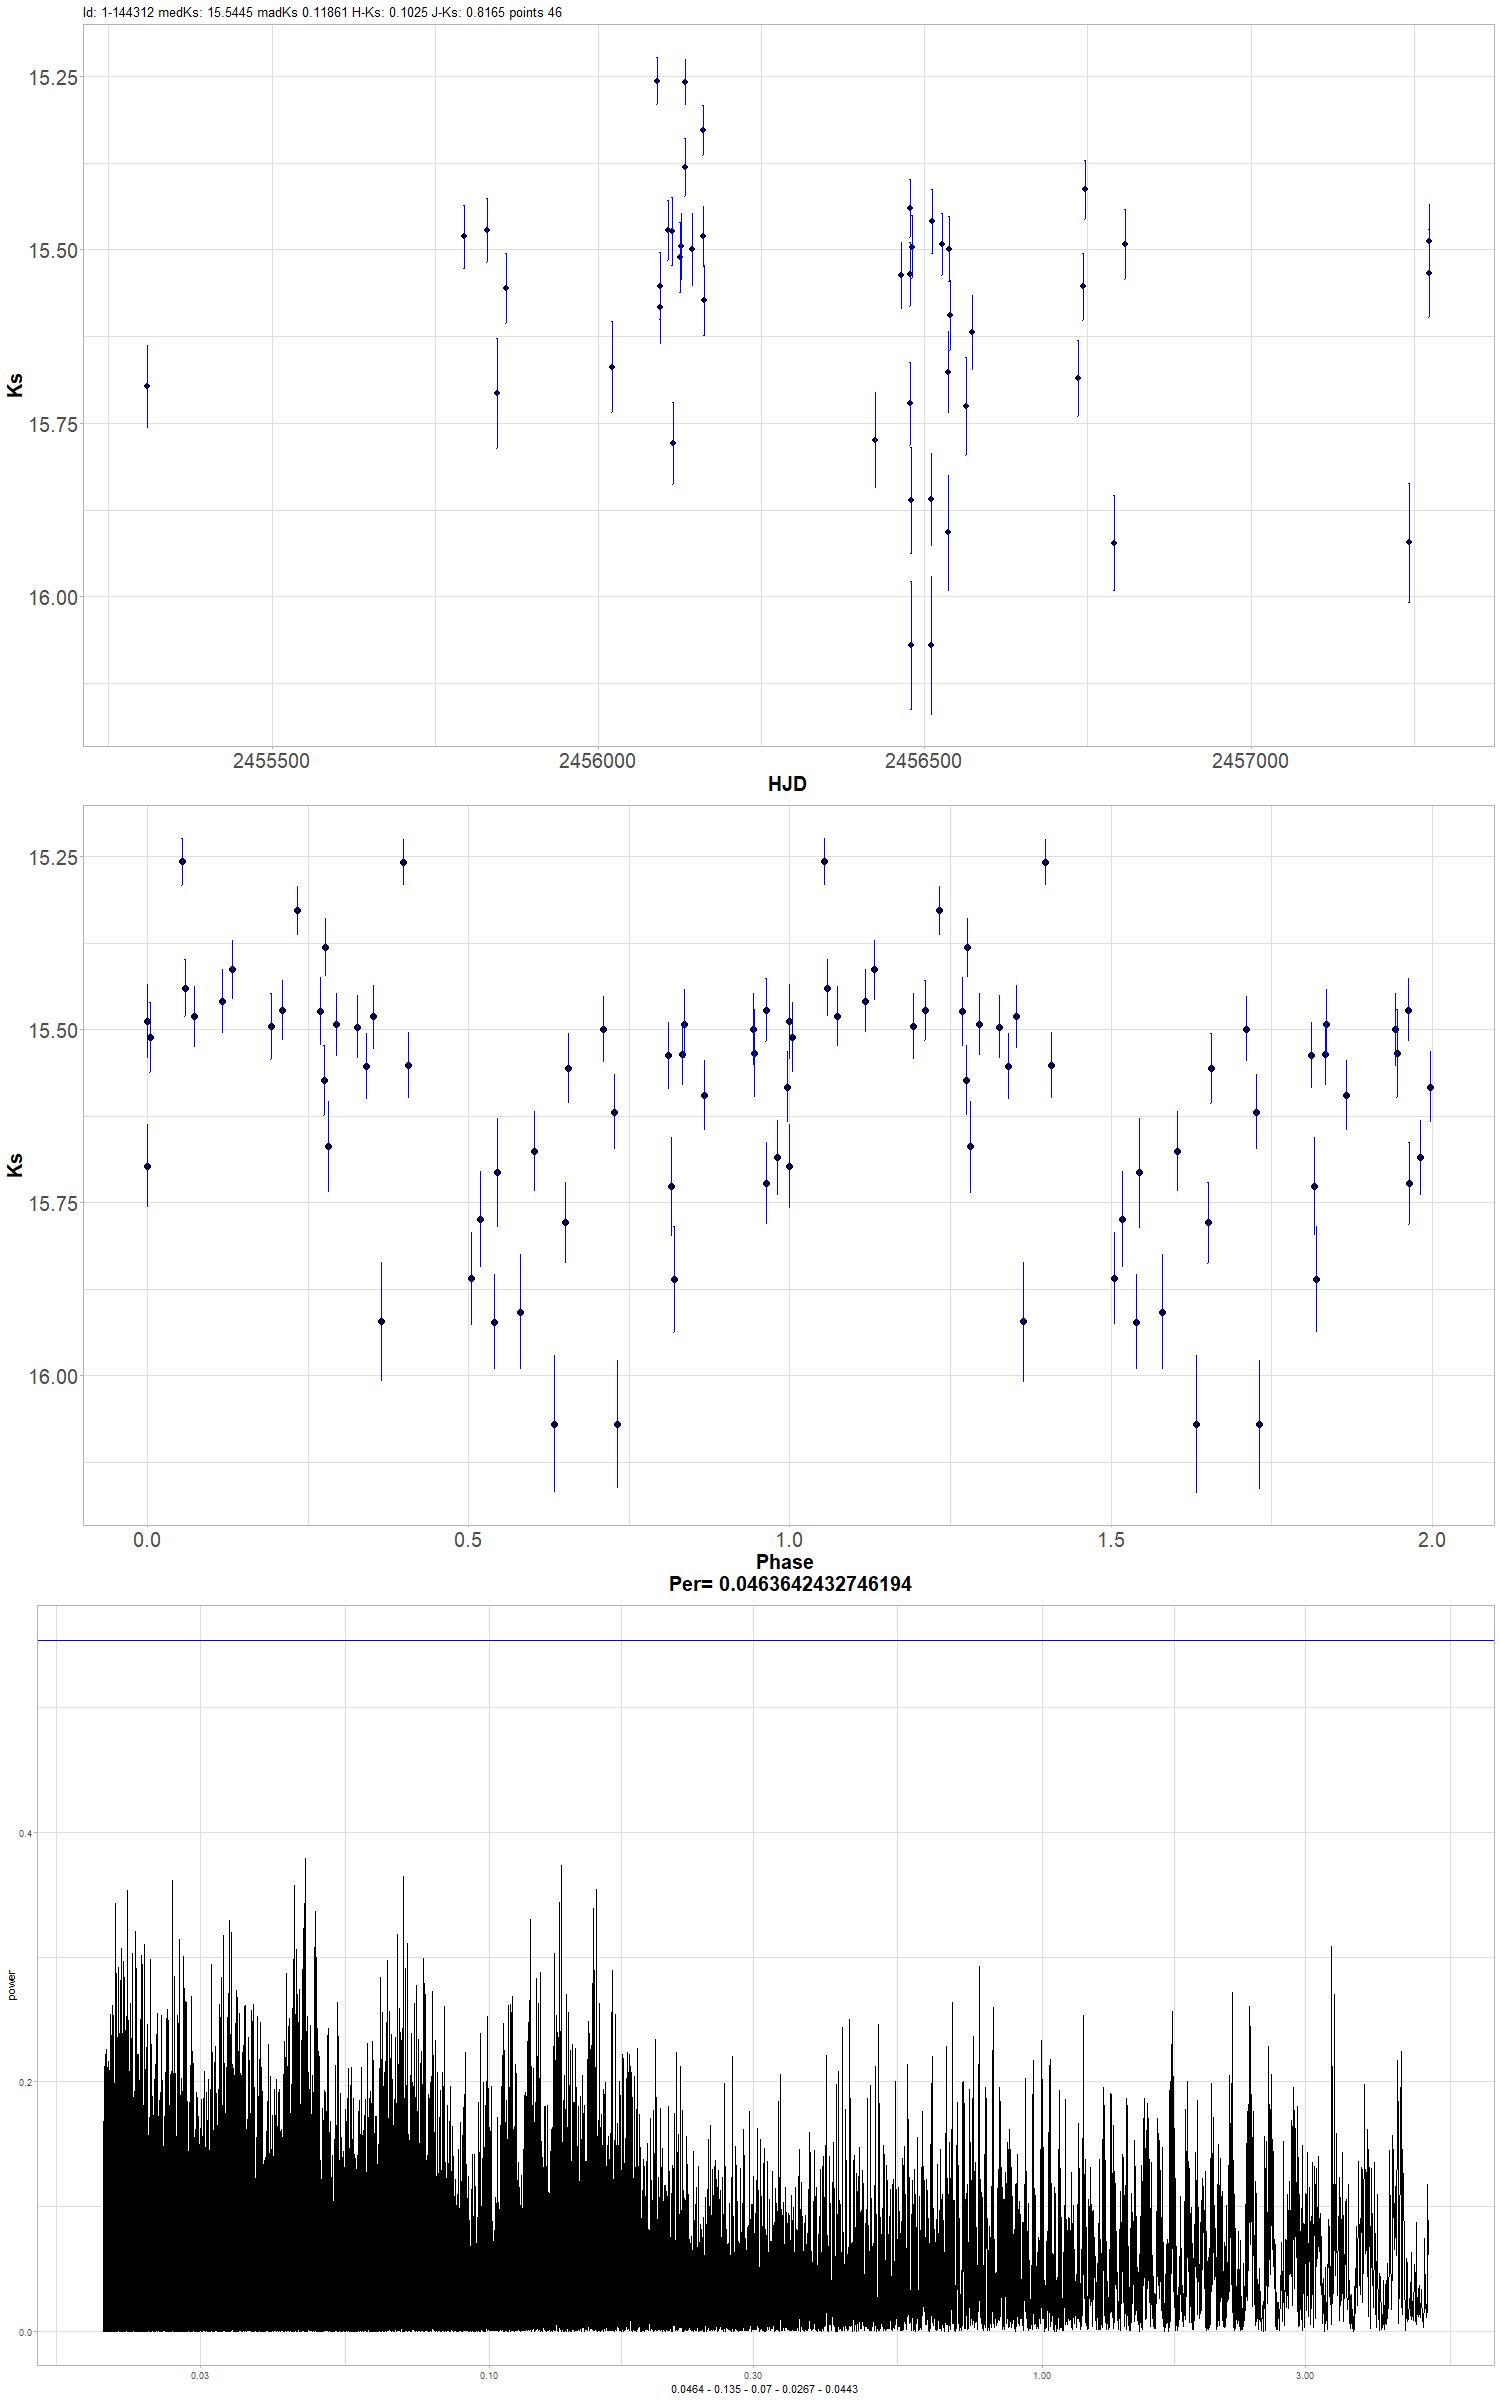 Id: 1-144312 medKs: 15.5445 madKs 0.11861 H-Ks: 0.1025 J-Ks: 0.8165 points 46
15.25
15.50
15.75
16.00
Ks
2455500 2456000 2456500 2457000
HJD
15.25
15.50
15.75
16.00
Ks
0.0 0.5 1.0 1.5 2.0
Phase
Per= 0.0463642432746194
0.4
0.2
0.0
power
0.03 0.10 0.30 1.00 3.00
0.0464 - 0.135 - 0.07 - 0.0267 - 0.0443